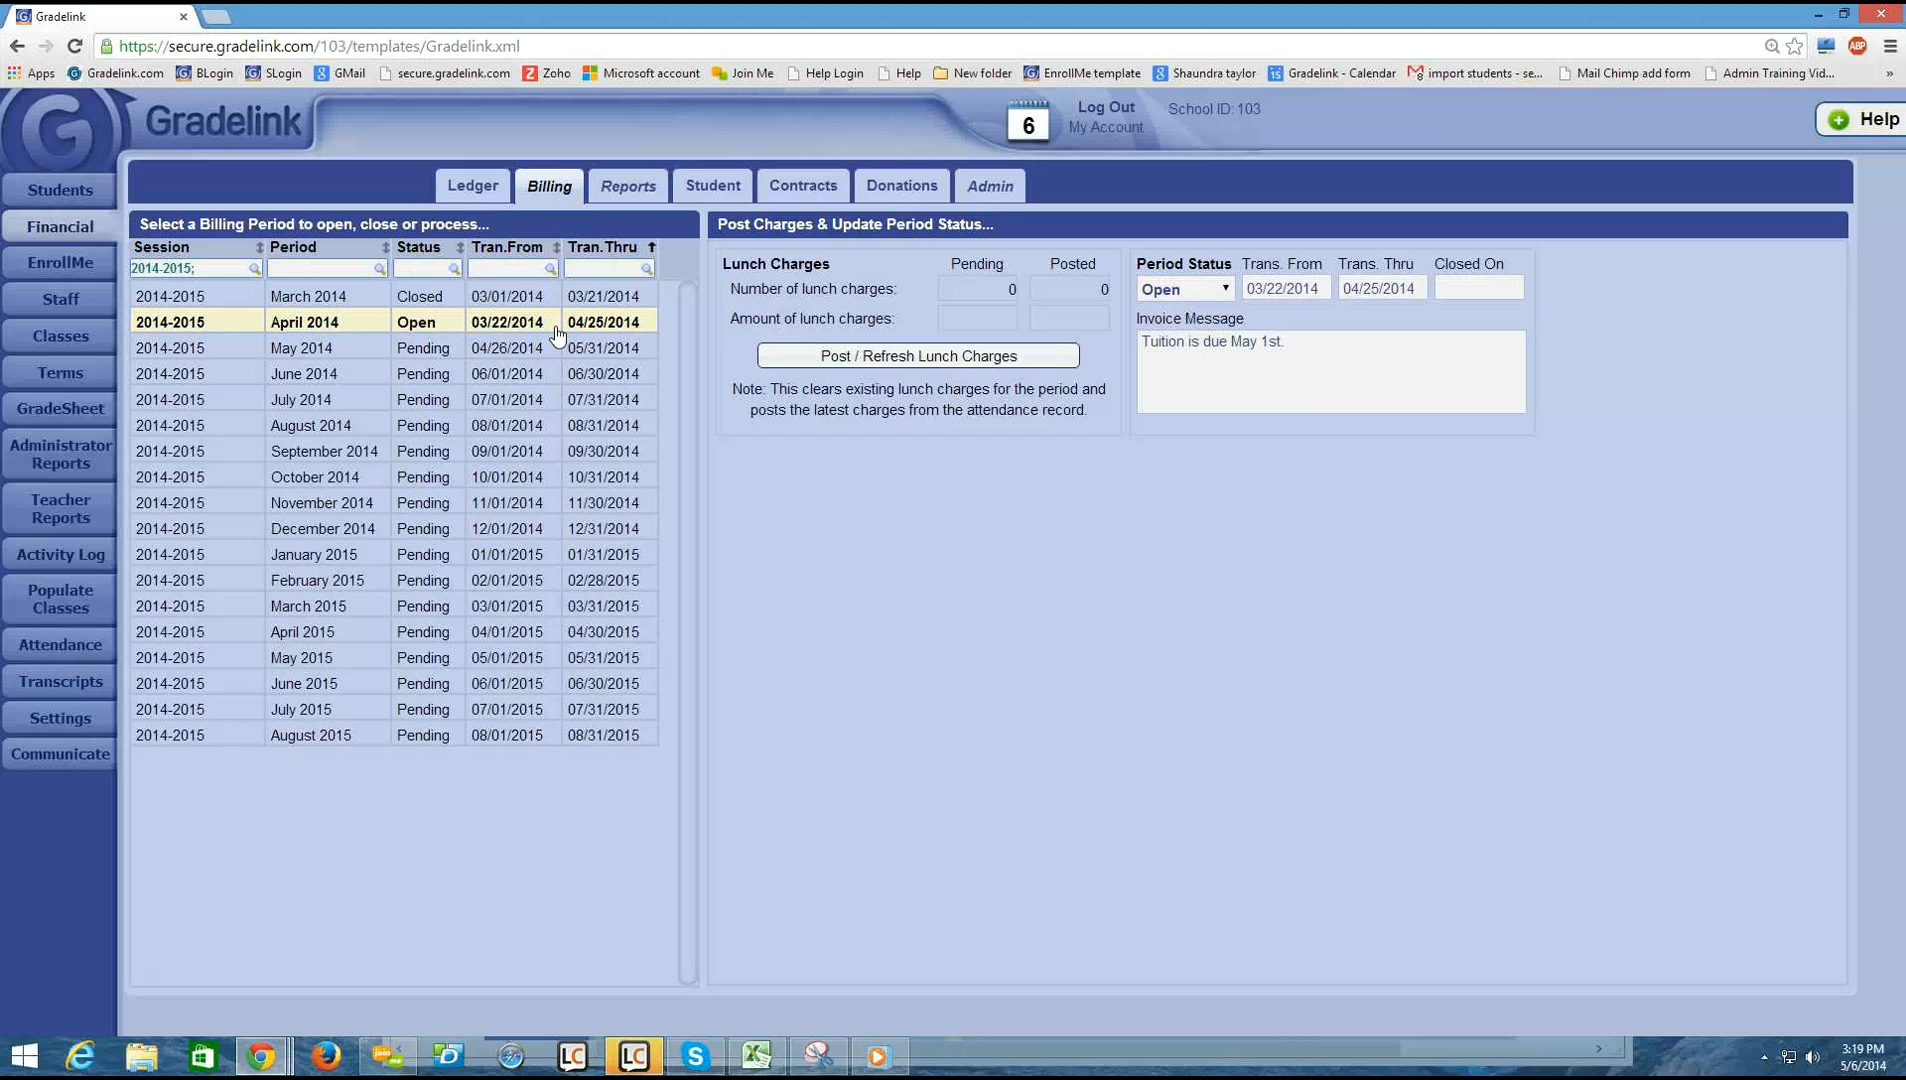 Gradelink
https://secure.gradelink.com/103/templates/Gradelink.xml
ABP
Apps Gradelink.com BLogin SLogin GMail secure.gradelink.com Zoho Microsoft account Join Me Help Login Help New folder EnrollMe template Shaundra taylor Gradelink - Calendar import students - se... Mail Chimp add form Admin Training Vid... »
G Gradelink
6
Log Out School ID: 103
My Account
Help
Ledger Billing Reports Student Contracts Donations Admin
Students
Financial
EnrollMe
Staff
Classes
Terms
GradeSheet
Administrator
Reports
Teacher
Reports
Activity Log
Populate
Classes
Attendance
Transcripts
Settings
Communicate
Select a Billing Period to open, close or process...
Session Period Status Tran.From Tran.Thru
2014-2015;
2014-2015 March 2014 Closed 03/01/2014 03/21/2014
2014-2015 April 2014 Open 03/22/2014 04/25/2014
2014-2015 May 2014 Pending 04/26/2014 05/31/2014
2014-2015 June 2014 Pending 06/01/2014 06/30/2014
2014-2015 July 2014 Pending 07/01/2014 07/31/2014
2014-2015 August 2014 Pending 08/01/2014 08/31/2014
2014-2015 September 2014 Pending 09/01/2014 09/30/2014
2014-2015 October 2014 Pending 10/01/2014 10/31/2014
2014-2015 November 2014 Pending 11/01/2014 11/30/2014
2014-2015 December 2014 Pending 12/01/2014 12/31/2014
2014-2015 January 2015 Pending 01/01/2015 01/31/2015
2014-2015 February 2015 Pending 02/01/2015 02/28/2015
2014-2015 March 2015 Pending 03/01/2015 03/31/2015
2014-2015 April 2015 Pending 04/01/2015 04/30/2015
2014-2015 May 2015 Pending 05/01/2015 05/31/2015
2014-2015 June 2015 Pending 06/01/2015 06/30/2015
2014-2015 July 2015 Pending 07/01/2015 07/31/2015
2014-2015 August 2015 Pending 08/01/2015 08/31/2015
Post Charges & Update Period Status...
Lunch Charges Pending Posted
Number of lunch charges: 0 0
Amount of lunch charges:
Post / Refresh Lunch Charges
Note: This clears existing lunch charges for the period and
posts the latest charges from the attendance record.
Period Status Trans. From Trans. Thru Closed On
Open 03/22/2014 04/25/2014
Invoice Message
Tuition is due May 1st.
3:19 PM
5/6/2014